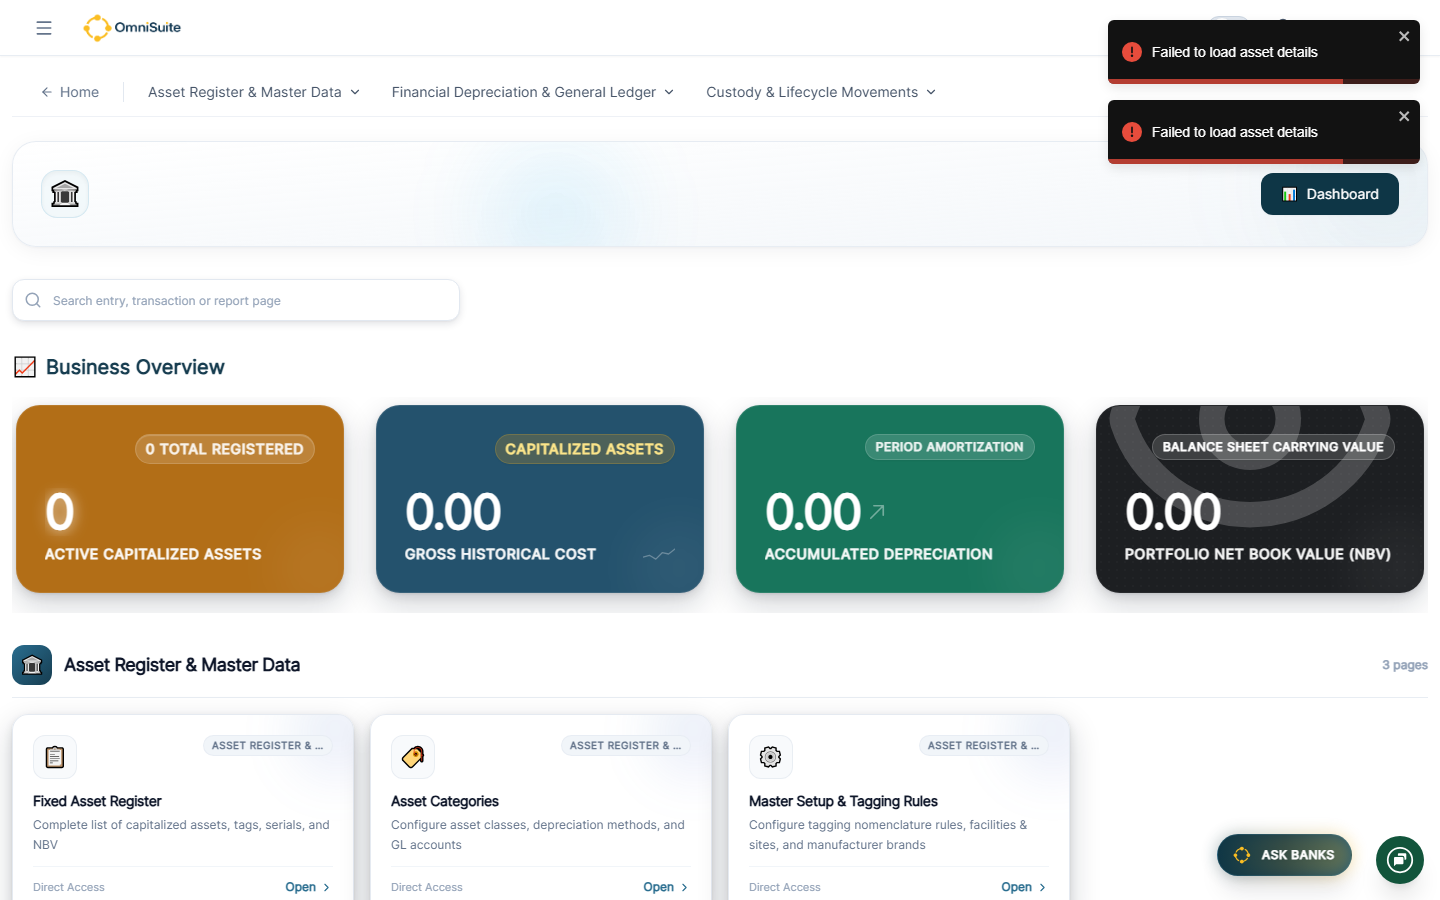 OmniSuite
Failed to load asset details
Failed to load asset details
Home
Asset Register & Master Data
Financial Depreciation & General Ledger
Custody & Lifecycle Movements
Dashboard
Search entry, transaction or report page
Business Overview
0 TOTAL REGISTERED
0
ACTIVE CAPITALIZED ASSETS
CAPITALIZED ASSETS
0.00
GROSS HISTORICAL COST
PERIOD AMORTIZATION
0.00
ACCUMULATED DEPRECIATION
BALANCE SHEET CARRYING VALUE
0.00
PORTFOLIO NET BOOK VALUE (NBV)
Asset Register & Master Data
3 pages
ASSET REGISTER & ...
Fixed Asset Register
Complete list of capitalized assets, tags, serials, and
NBV
Direct Access
Open
ASSET REGISTER & ...
Asset Categories
Configure asset classes, depreciation methods, and
GL accounts
Direct Access
Open
ASSET REGISTER & ...
Master Setup & Tagging Rules
Configure tagging nomenclature rules, facilities &
sites, and manufacturer brands
Direct Access
Open
ASK BANKS